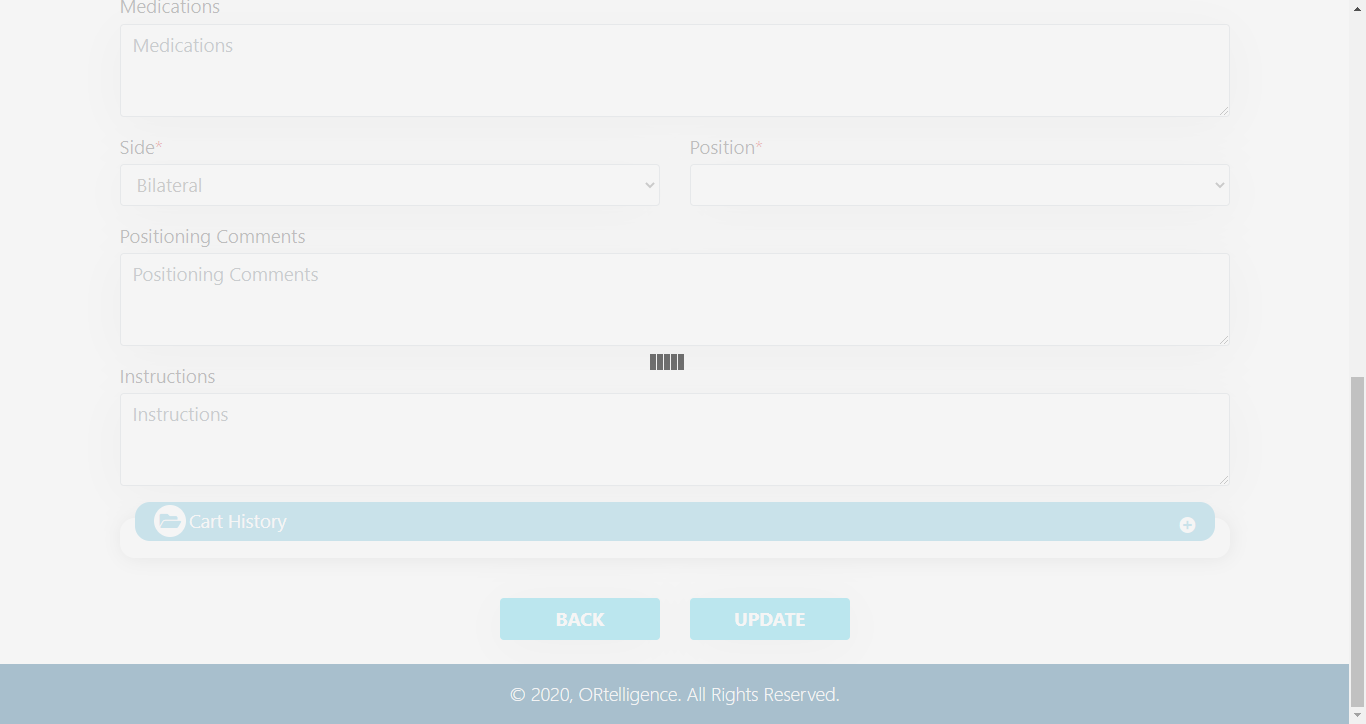 Medications
Medications
Side* Position*
Bilateral
Positioning Comments
Positioning Comments
Instructions
Instructions
Cart History
BACK UPDATE
© 2020, ORtelligence. All Rights Reserved.